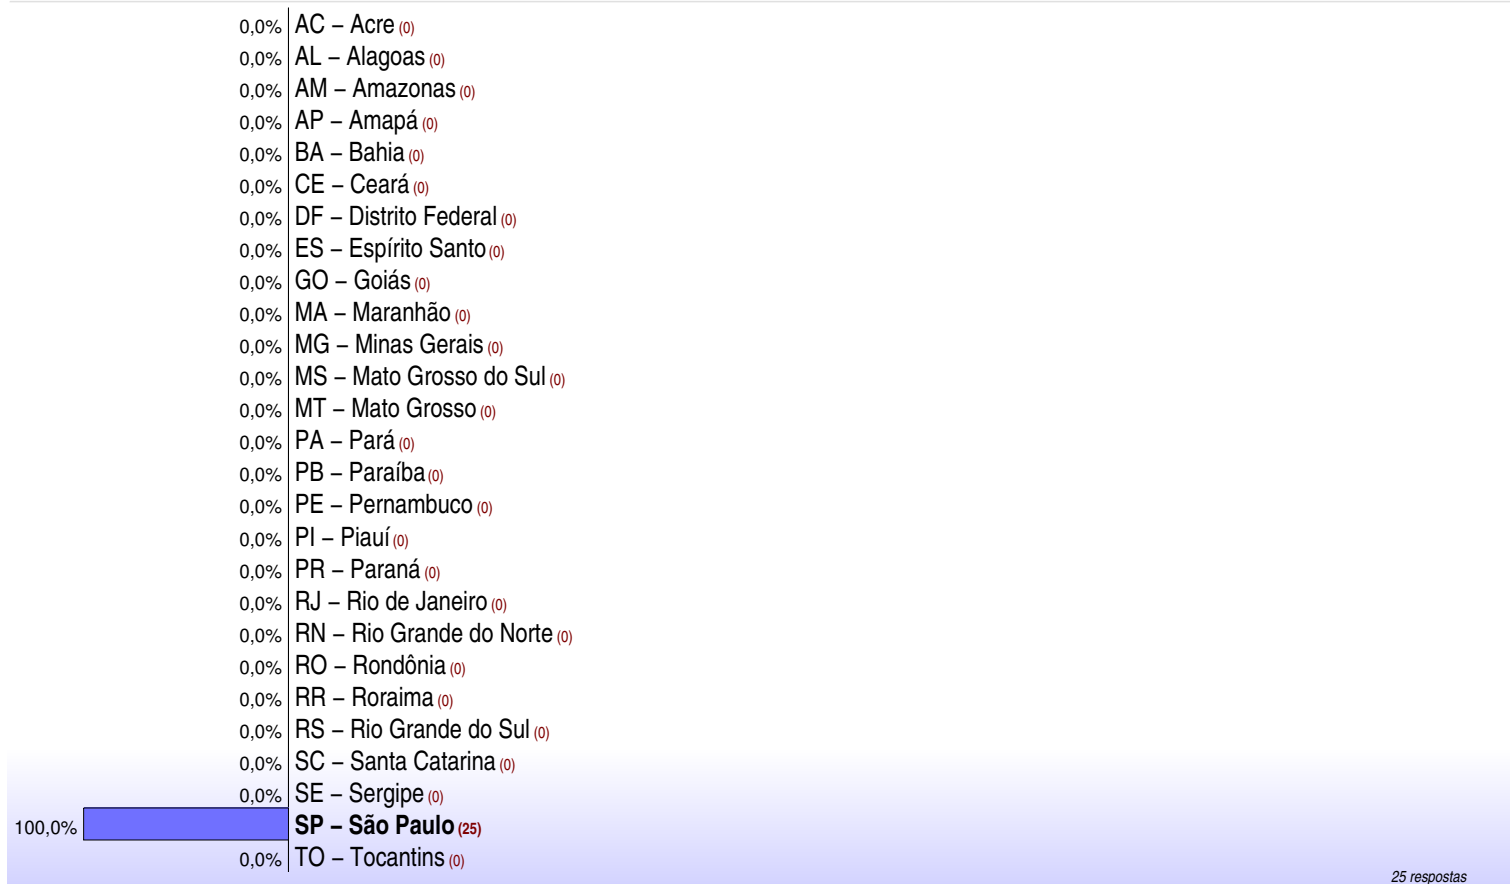 0,0% AC – Acre (0)
0,0% AL – Alagoas (0)
0,0% AM – Amazonas (0)
0,0% AP – Amapá (0)
0,0% BA – Bahia (0)
0,0% CE – Ceará (0)
0,0% DF – Distrito Federal (0)
0,0% ES – Espírito Santo (0)
0,0% GO – Goiás (0)
0,0% MA – Maranhão (0)
0,0% MG – Minas Gerais (0)
0,0% MS – Mato Grosso do Sul (0)
0,0% MT – Mato Grosso (0)
0,0% PA – Pará (0)
0,0% PB – Paraíba (0)
0,0% PE – Pernambuco (0)
0,0% PI – Piauí (0)
0,0% PR – Paraná (0)
0,0% RJ – Rio de Janeiro (0)
0,0% RN – Rio Grande do Norte (0)
0,0% RO – Rondônia (0)
0,0% RR – Roraima (0)
0,0% RS – Rio Grande do Sul (0)
0,0% SC – Santa Catarina (0)
0,0% SE – Sergipe (0)
100,0% SP – São Paulo (25)
0,0% TO – Tocantins (0)
25 respostas